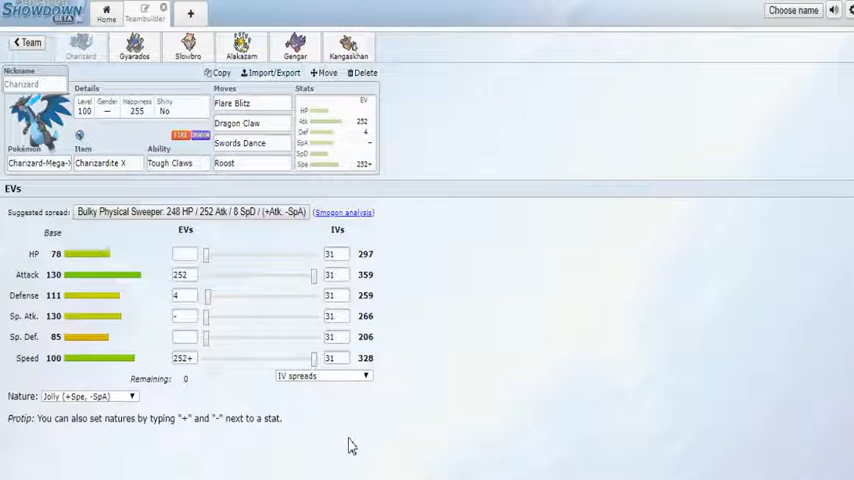 SHOWDOWN
BETA
Home
Teambuilder
+
Choose name
< Team
Charizard
Gyarados
Slowbro
Alakazam
Gengar
Kangaskhan
Nickname
Charizard
Copy Import/Export Move Delete
Details
Level Gender Happiness Shiny
100 — 255 No
FIRE DRAGON
Pokémon Item Ability
Charizard-Mega-X Charizardite X Tough Claws
Moves
Flare Blitz
Dragon Claw
Swords Dance
Roost
Stats
EV
HP
Atk 252
Def 4
SpA -
SpD
Spe 252+
EVs
Suggested spread: Bulky Physical Sweeper: 248 HP / 252 Atk / 8 SpD / (+Atk, -SpA) (Smogon analysis)
Base EVs IVs
HP 78 31 297
Attack 130 252 31 359
Defense 111 4 31 259
Sp. Atk. 130 - 31 266
Sp. Def. 85 31 206
Speed 100 252+ 31 328
Remaining: 0 IV spreads
Nature: Jolly (+Spe, -SpA)
Protip: You can also set natures by typing "+" and "-" next to a stat.